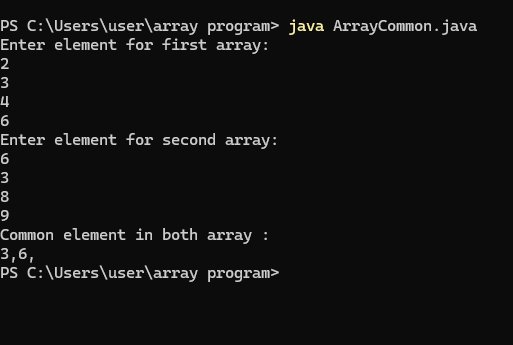 PS C:\Users\user\array program> java ArrayCommon.java
Enter element for first array:
2
3
4
6
Enter element for second array:
6
3
8
9
Common element in both array :
3,6,
PS C:\Users\user\array program>